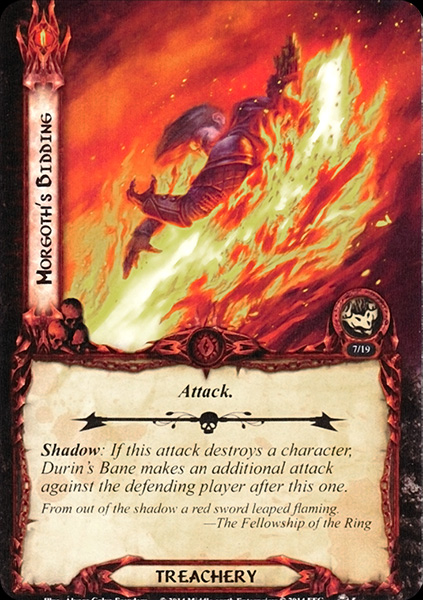 Morgoth's Bidding
7/19
Attack.
Shadow: If this attack destroys a character,
Durin's Bane makes an additional attack
against the defending player after this one.
From out of the shadow a red sword leaped flaming.
—The Fellowship of the Ring
TREACHERY